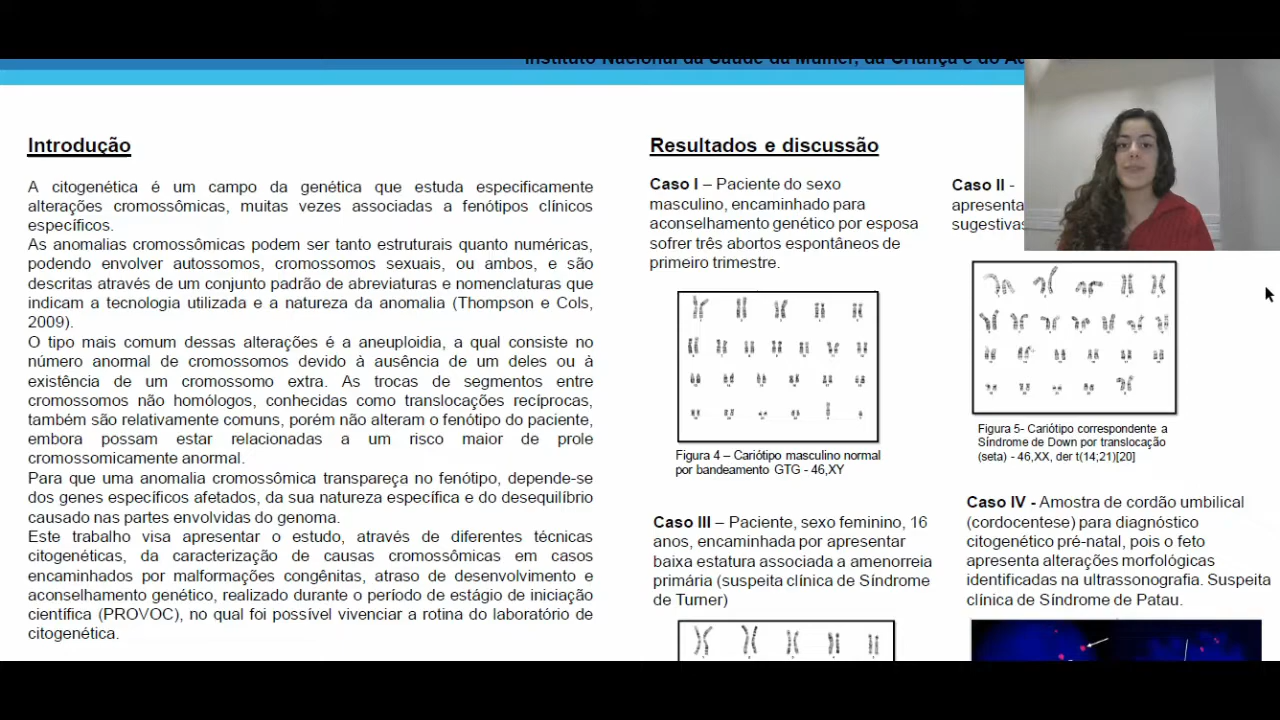 Instituto Nacional da Saúde da Mulher, da Criança e do
Introdução
A citogenética é um campo da genética que estuda especificamente
alterações cromossômicas, muitas vezes associadas a fenótipos clínicos
específicos.
As anomalias cromossômicas podem ser tanto estruturais quanto numéricas,
podendo envolver autossomos, cromossomos sexuais, ou ambos, e são
descritas através de um conjunto padrão de abreviaturas e nomenclaturas que
indicam a tecnologia utilizada e a natureza da anomalia (Thompson e Cols,
2009).
O tipo mais comum dessas alterações é a aneuploidia, a qual consiste no
número anormal de cromossomos devido à ausência de um deles ou à
existência de um cromossomo extra. As trocas de segmentos entre
cromossomos não homólogos, conhecidas como translocações recíprocas,
também são relativamente comuns, porém não alteram o fenótipo do paciente,
embora possam estar relacionadas a um risco maior de prole
cromossomicamente anormal.
Para que uma anomalia cromossômica transpareça no fenótipo, depende-se
dos genes específicos afetados, da sua natureza específica e do desequilíbrio
causado nas partes envolvidas do genoma.
Este trabalho visa apresentar o estudo, através de diferentes técnicas
citogenéticas, da caracterização de causas cromossômicas em casos
encaminhados por malformações congênitas, atraso de desenvolvimento e
aconselhamento genético, realizado durante o período de estágio de iniciação
científica (PROVOC), no qual foi possível vivenciar a rotina do laboratório de
citogenética.
Resultados e discussão
Caso I – Paciente do sexo
masculino, encaminhado para
aconselhamento genético por esposa
sofrer três abortos espontâneos de
primeiro trimestre.
Figura 4 – Cariótipo masculino normal
por bandeamento GTG - 46,XY
Caso II -
apresenta
sugestivas
Figura 5- Cariótipo correspondente a
Síndrome de Down por translocação
(seta) - 46,XX, der t(14;21)[20]
Caso III – Paciente, sexo feminino, 16
anos, encaminhada por apresentar
baixa estatura associada a amenorreia
primária (suspeita clínica de Síndrome
de Turner)
Caso IV - Amostra de cordão umbilical
(cordocentese) para diagnóstico
citogenético pré-natal, pois o feto
apresenta alterações morfológicas
identificadas na ultrassonografia. Suspeita
clínica de Síndrome de Patau.